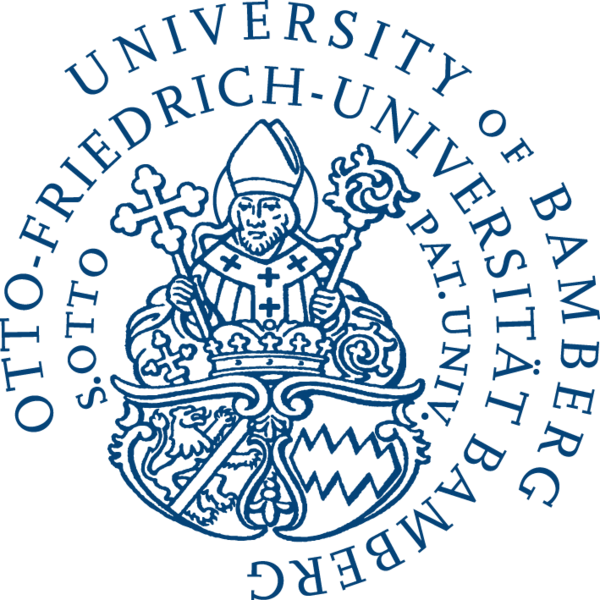 UNIVERSITY OF BAMBERG
OTTO-FRIEDRICH-UNIVERSITÄT BAMBERG
S.OTTO
PAT.UNIV.